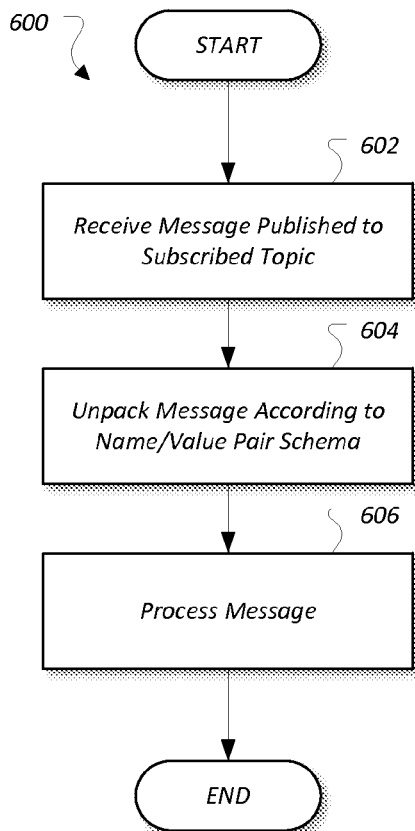 600
START
602
Receive Message Published to
Subscribed Topic
604
Unpack Message According to
Name/Value Pair Schema
606
Process Message
END